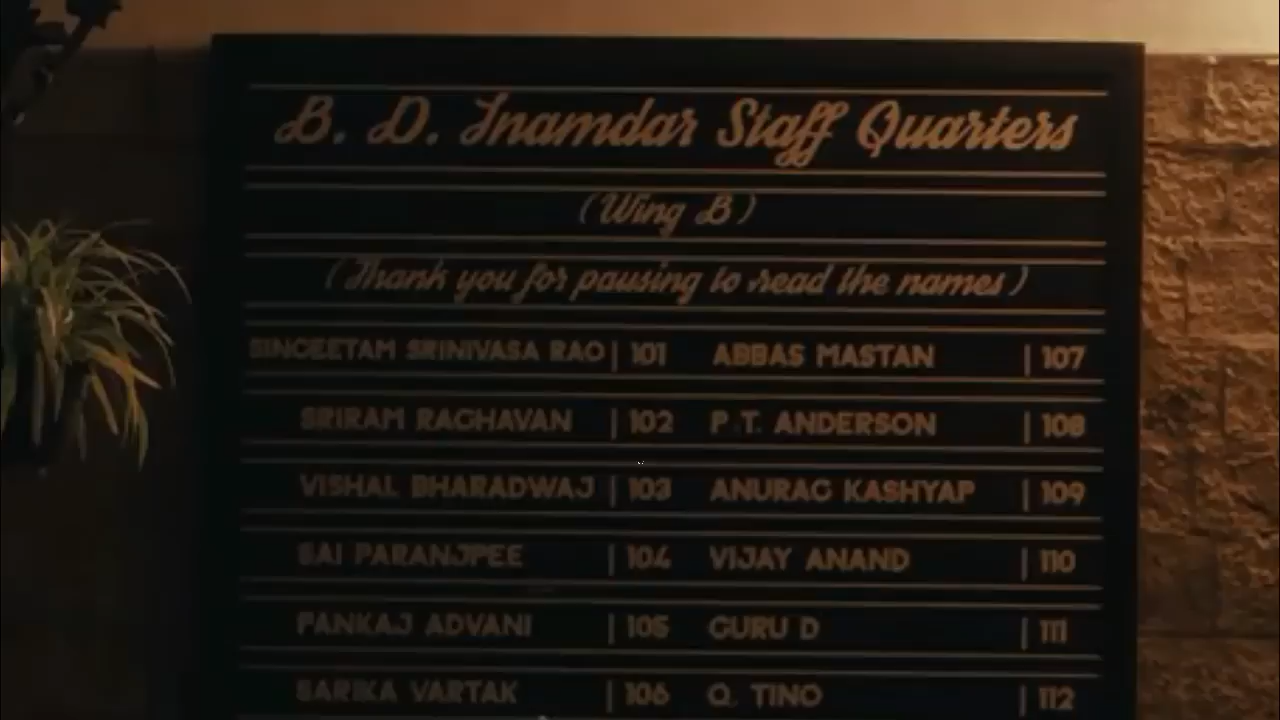 B. D. Inamdar Staff Quarters
(Wing B)
(Thank you for pausing to read the names)
SINGEETAM SRINIVASA RAO | 101 ABBAS MASTAN | 107
SRIRAM RAGHAVAN | 102 P.T. ANDERSON | 108
VISHAL BHARADWAJ | 103 ANURAG KASHYAP | 109
SAI PARANJPEE | 104 VIJAY ANAND | 110
PANKAJ ADVANI | 105 GURU D | 111
SARIKA VARTAK | 106 Q. TINO | 112